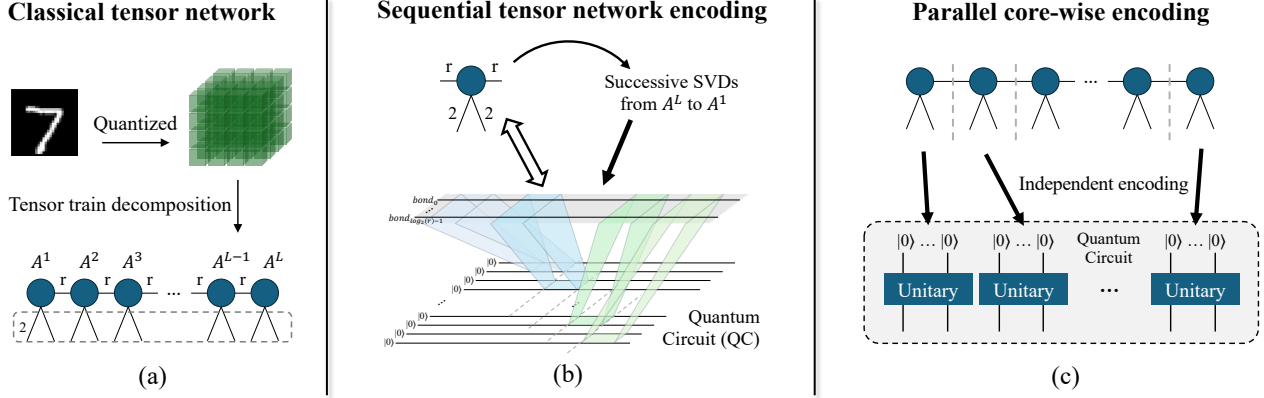 Classical tensor network
Quantized
Tensor train decomposition
A¹ A² A³ A^{L−1} A^L
r r r ... r r
2
(a)
Sequential tensor network encoding
r r
2 2
Successive SVDs
from A^L to A¹
bond₀
...
bond_{log₂(r)−1}
|0⟩
|0⟩
|0⟩
...
|0⟩
|0⟩
|0⟩
|0⟩
Quantum
Circuit (QC)
(b)
Parallel core-wise encoding
...
Independent encoding
|0⟩ ... |0⟩ |0⟩ ... |0⟩ Quantum Circuit |0⟩ ... |0⟩
Unitary Unitary ... Unitary
(c)